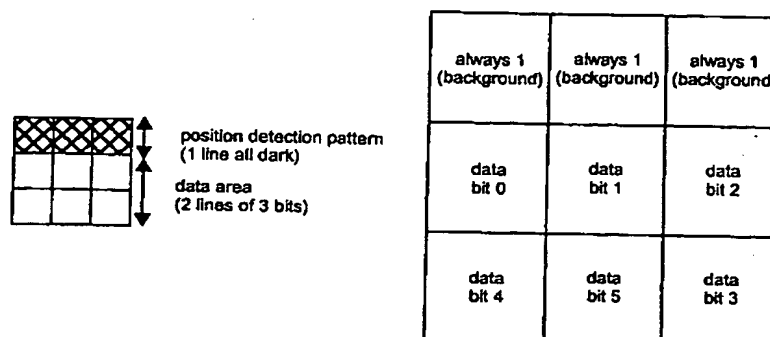 position detection pattern
(1 line all dark)
data area
(2 lines of 3 bits)
always 1
(background)
always 1
(background)
always 1
(background
data
bit 0
data
bit 1
data
bit 2
data
bit 4
data
bit 5
data
bit 3